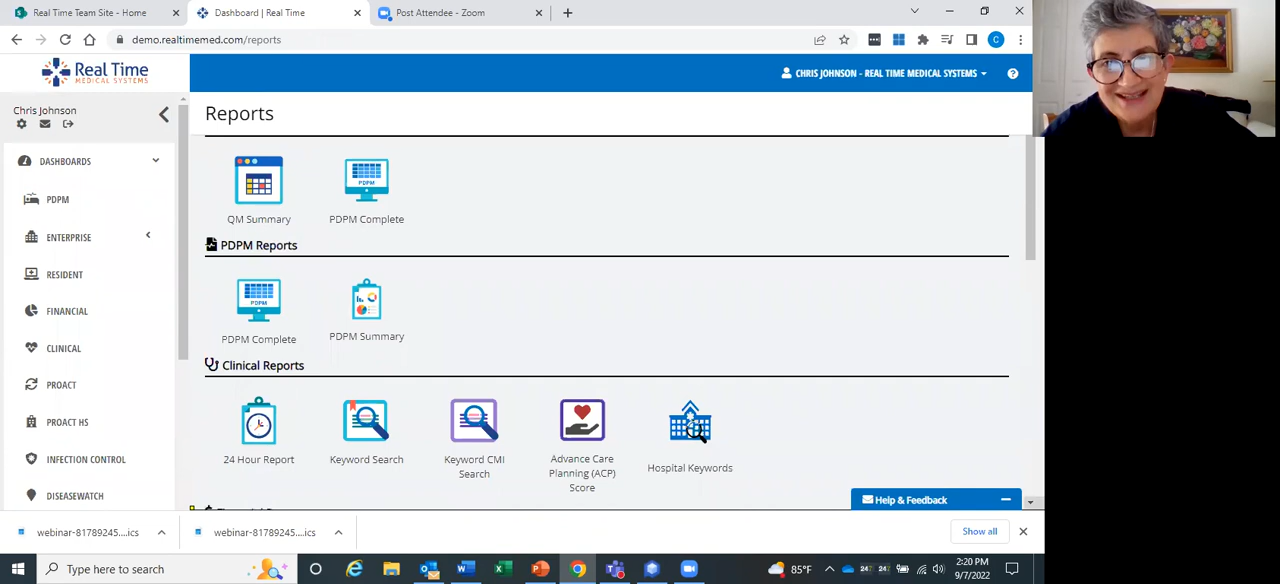 Real Time Team Site - Home
Dashboard | Real Time
Post Attendee - Zoom
demo.realtimemed.com/reports
Real Time
MEDICAL SYSTEMS
CHRIS JOHNSON - REAL TIME MEDICAL SYSTEMS
Chris Johnson
Reports
DASHBOARDS
PDPM
ENTERPRISE
RESIDENT
FINANCIAL
CLINICAL
PROACT
PROACT HS
INFECTION CONTROL
DISEASEWATCH
QM Summary
PDPM
PDPM Complete
PDPM Reports
PDPM
PDPM Complete
PDPM Summary
Clinical Reports
24 Hour Report
Keyword Search
Keyword CMI
Search
Advance Care
Planning (ACP)
Score
Hospital Keywords
Help & Feedback
webinar-81789245....ics
webinar-81789245....ics
Show all
Type here to search
85°F
247
247
2:20 PM
9/7/2022